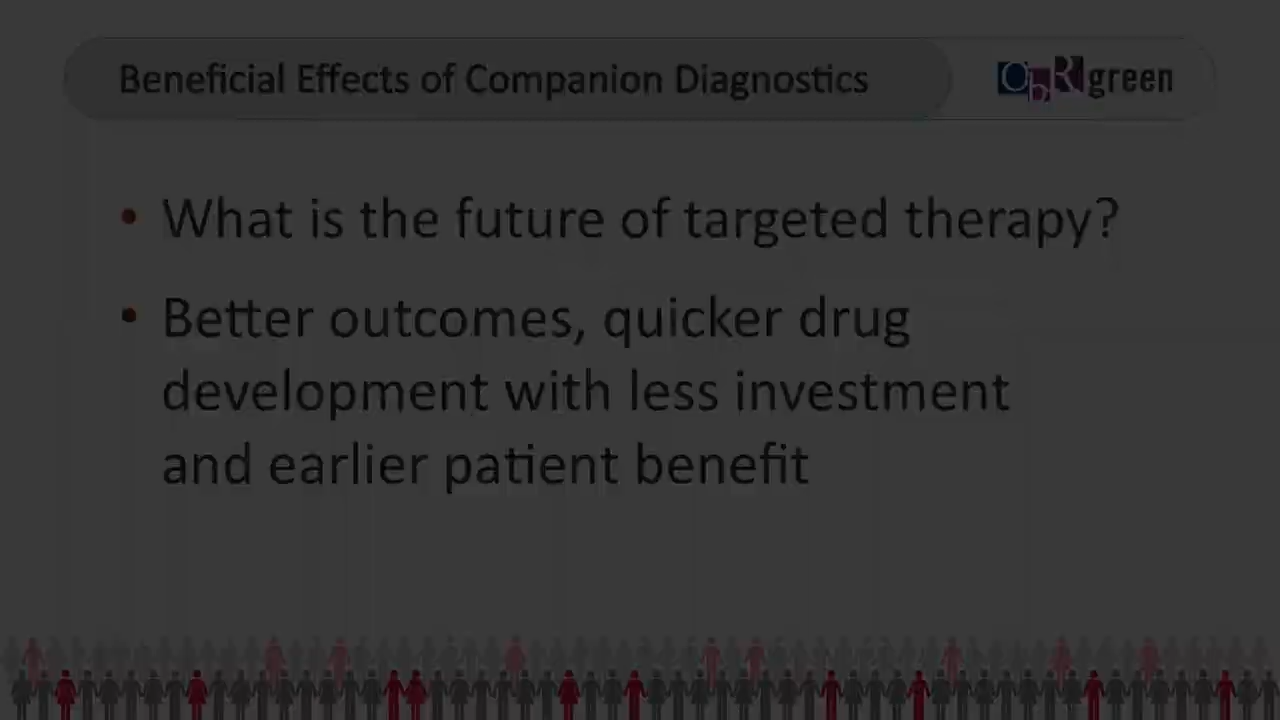 Beneficial Effects of Companion Diagnostics
ObR green
• What is the future of targeted therapy?
• Better outcomes, quicker drug
development with less investment
and earlier patient benefit